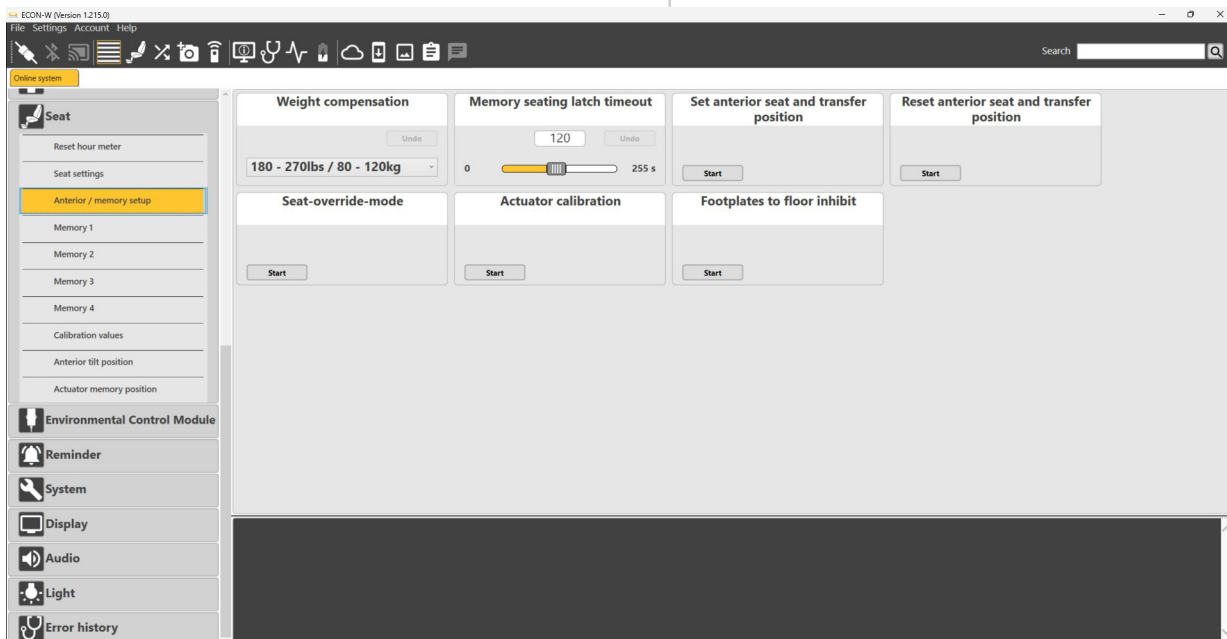 ECON-W (Version 1.215.0)
File Settings Account Help
Search
Online system
Seat
Reset hour meter
Seat settings
Anterior / memory setup
Memory 1
Memory 2
Memory 3
Memory 4
Calibration values
Anterior tilt position
Actuator memory position
Environmental Control Module
Reminder
System
Display
Audio
Light
Error history
Weight compensation
Undo
180 - 270lbs / 80 - 120kg
Memory seating latch timeout
120 Undo
0 255 s
Set anterior seat and transfer
position
Start
Reset anterior seat and transfer
position
Start
Seat-override-mode
Start
Actuator calibration
Start
Footplates to floor inhibit
Start